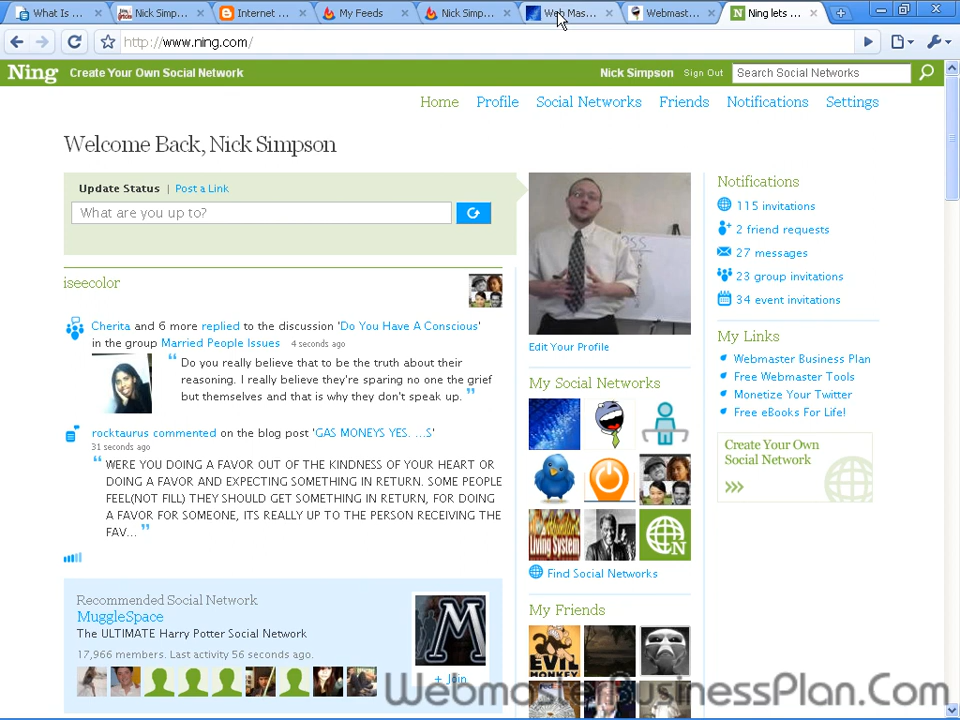 What Is
Nick Simp...
Internet ...
My Feeds
Nick Simp...
Web Mas...
Webmast...
Ning lets ...
http://www.ning.com/
Ning Create Your Own Social Network
Nick Simpson Sign Out Search Social Networks
Home Profile Social Networks Friends Notifications Settings
Welcome Back, Nick Simpson
Update Status | Post a Link
What are you up to?
iseecolor
Cherita and 6 more replied to the discussion 'Do You Have A Conscious'
in the group Married People Issues 4 seconds ago
" Do you really believe that to be the truth about their
reasoning. I really believe they're sparing no one the grief
but themselves and that is why they don't speak up. "
rocktaurus commented on the blog post 'GAS MONEYS YES. ...S'
31 seconds ago
" WERE YOU DOING A FAVOR OUT OF THE KINDNESS OF YOUR HEART OR
DOING A FAVOR AND EXPECTING SOMETHING IN RETURN. SOME PEOPLE
FEEL(NOT FILL) THEY SHOULD GET SOMETHING IN RETURN, FOR DOING
A FAVOR FOR SOMEONE, ITS REALLY UP TO THE PERSON RECEIVING THE
FAV... "
Recommended Social Network
MuggleSpace
The ULTIMATE Harry Potter Social Network
17,966 members. Last activity 56 seconds ago.
M
+ Join
Edit Your Profile
My Social Networks
Living System
N
Find Social Networks
My Friends
EVIL
MONKEY
Notifications
115 invitations
2 friend requests
27 messages
23 group invitations
34 event invitations
My Links
Webmaster Business Plan
Free Webmaster Tools
Monetize Your Twitter
Free eBooks For Life!
Create Your Own
Social Network
>>>
WebmasterBusinessPlan.Com